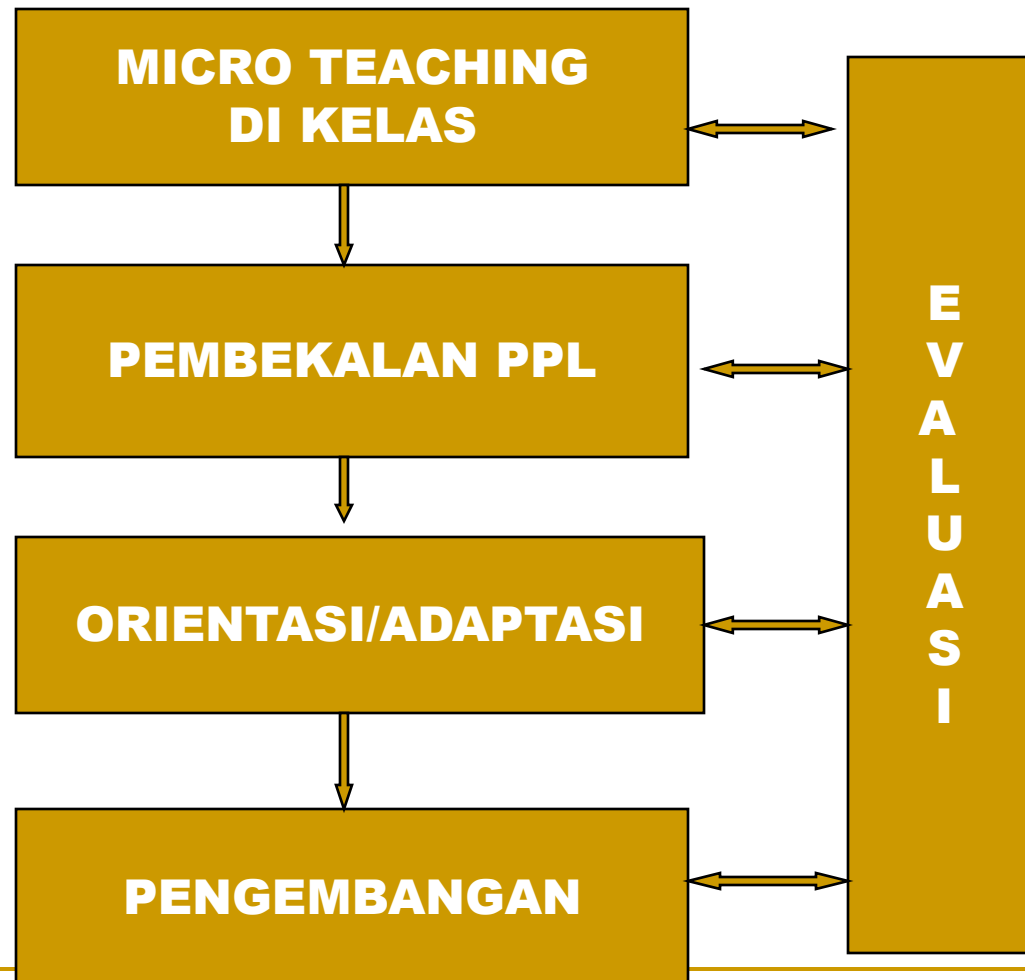 MICRO TEACHING
DI KELAS
PEMBEKALAN PPL
ORIENTASI/ADAPTASI
PENGEMBANGAN
E
V
A
L
U
A
S
I